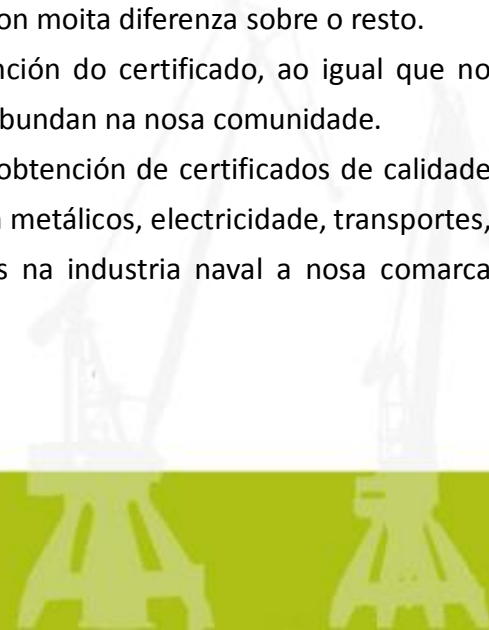 on moita diferenza sobre o resto.
nción do certificado, ao igual que no
bundan na nosa comunidade.
obtención de certificados de calidade
metálicos, electricidade, transportes,
s na industria naval a nosa comarca